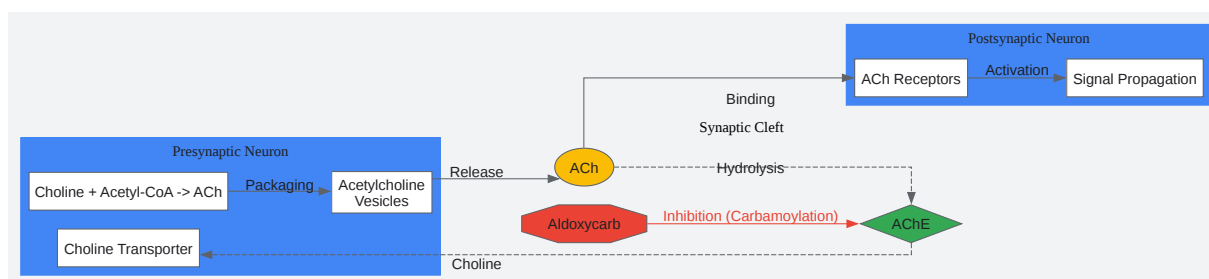 Postsynaptic Neuron
ACh Receptors
Activation
Signal Propagation
Binding
Synaptic Cleft
Presynaptic Neuron
Choline + Acetyl-CoA -> ACh
Packaging
Acetylcholine
Vesicles
Release
ACh
Hydrolysis
Aldoxycarb
Inhibition (Carbamoylation)
AChE
Choline Transporter
Choline